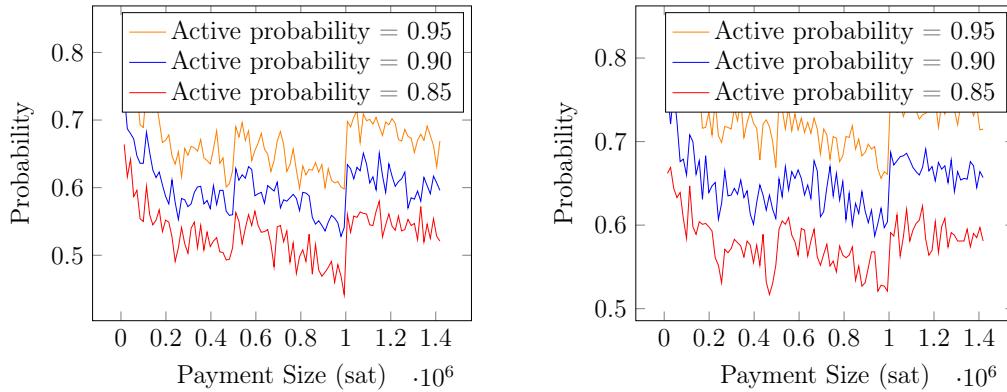 Active probability = 0.95
Active probability = 0.90
Active probability = 0.85
0.8
0.7
0.6
0.5
Probability
0 0.2 0.4 0.6 0.8 1 1.2 1.4
Payment Size (sat) ·10^6
Active probability = 0.95
Active probability = 0.90
Active probability = 0.85
0.8
0.7
0.6
0.5
Probability
0 0.2 0.4 0.6 0.8 1 1.2 1.4
Payment Size (sat) ·10^6